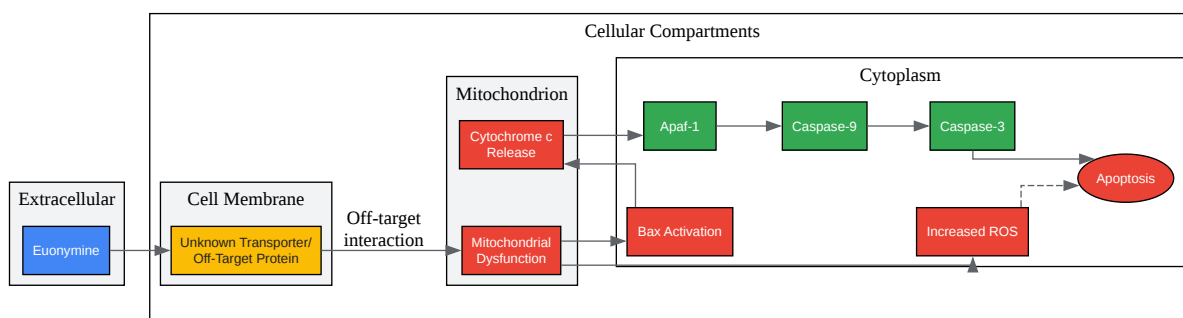 Cellular Compartments
Cytoplasm
Mitochondrion
Apaf-1
Caspase-9
Caspase-3
Cytochrome c
Release
Apoptosis
Extracellular
Cell Membrane
Off-target
interaction
Euonymine
Unknown Transporter/
Off-Target Protein
Mitochondrial
Dysfunction
Bax Activation
Increased ROS